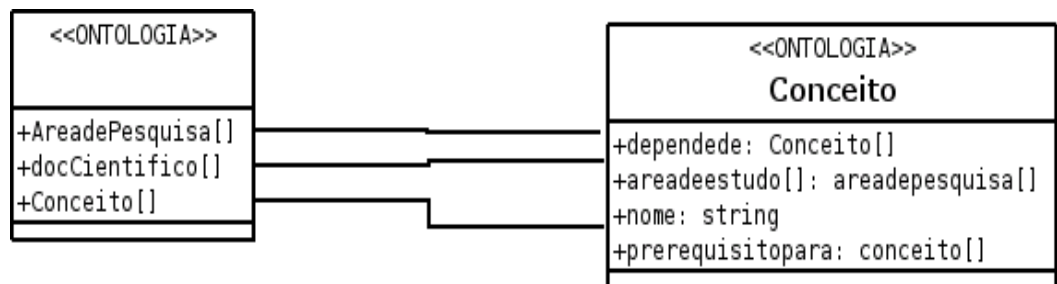 <<ONTOLOGIA>>
+AreadePesquisa[]
+docCientifico[]
+Conceito[]
<<ONTOLOGIA>>
Conceito
+dependede: Conceito[]
+areadeestudo[]: areadepesquisa[]
+nome: string
+prerequisitopara: conceito[]